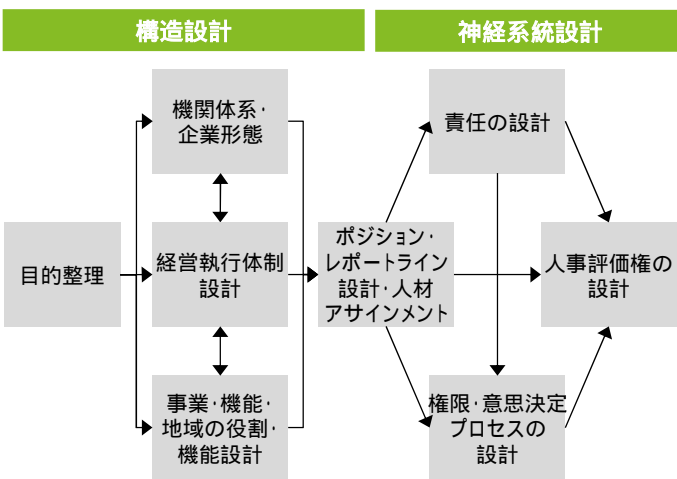 構造設計
神経系統設計
機関体系・
企業形態
責任の設計
目的整理
経営執行体制
設計
ポジション・
レポートライン
設計・人材
アサインメント
人事評価権の
設計
事業・機能・
地域の役割・
機能設計
権限・意思決定
プロセスの
設計